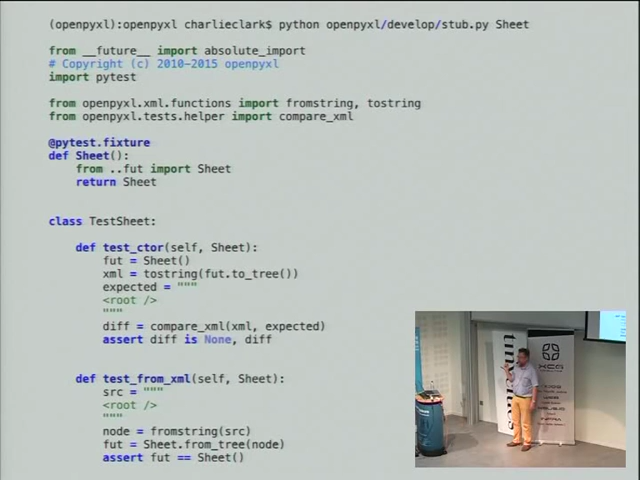 (openpyxl):openpyxl charlieclark$ python openpyxl/develop/stub.py Sheet
from __future__ import absolute_import
# Copyright (c) 2010-2015 openpyxl
import pytest
from openpyxl.xml.functions import fromstring, tostring
from openpyxl.tests.helper import compare_xml
@pytest.fixture
def Sheet():
from ..fut import Sheet
return Sheet
class TestSheet:
def test_ctor(self, Sheet):
fut = Sheet()
xml = tostring(fut.to_tree())
expected = """
<root />
"""
diff = compare_xml(xml, expected)
assert diff is None, diff
def test_from_xml(self, Sheet):
src = """
<root />
"""
node = fromstring(src)
fut = Sheet.from_tree(node)
assert fut == Sheet()